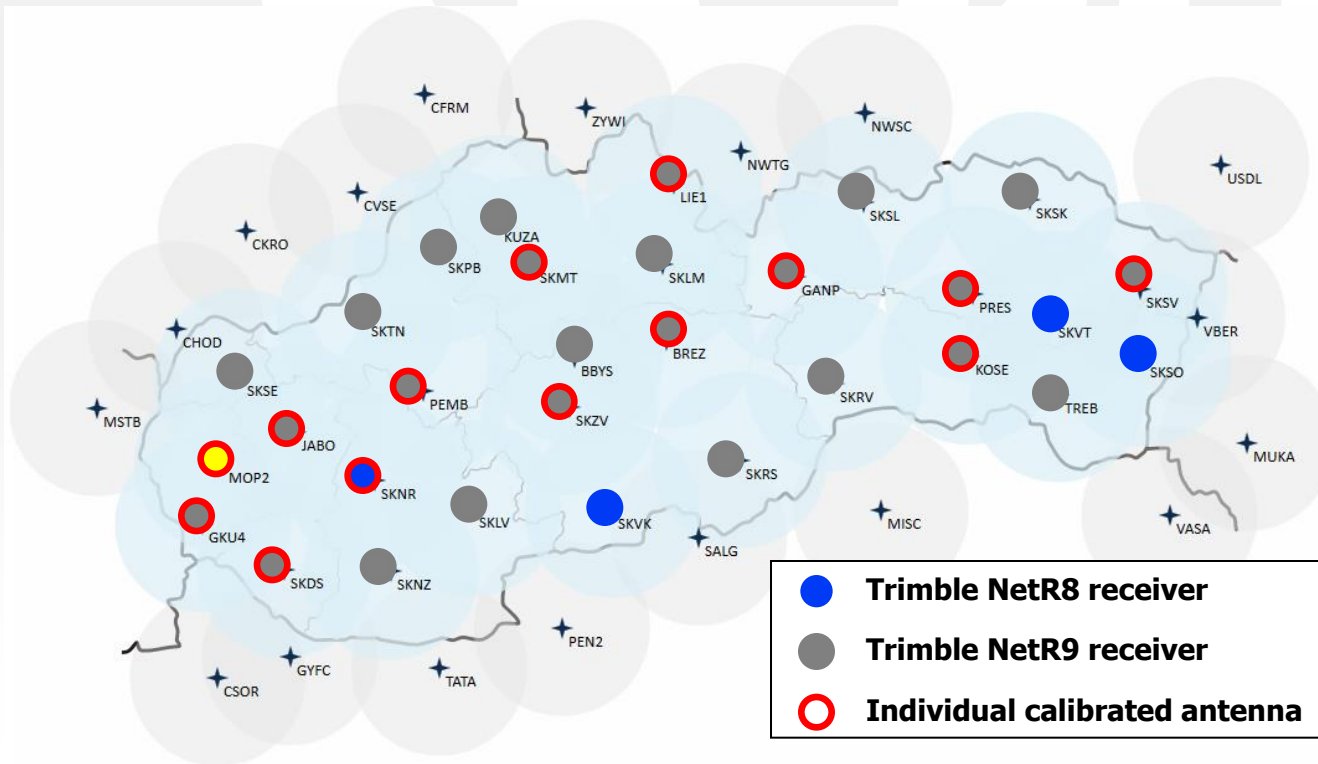 CFRM
ZYWI
NWSC
NWTG
USDL
CVSE
LIE1
SKSL
SKSK
CKRO
KUZA
SKPB
SKMT
SKLM
GANP
PRES
SKSV
SKTN
CHOD
SKVT
VBER
BREZ
BBYS
KOSE
SKSO
SKSE
PEMB
SKRV
TREB
MSTB
SKZV
JABO
MUKA
MOP2
SKRS
SKNR
SKLV
SKVK
MISC
VASA
GKU4
SALG
SKDS
SKNZ
PEN2
GYFC
TATA
CSOR
Trimble NetR8 receiver
Trimble NetR9 receiver
Individual calibrated antenna